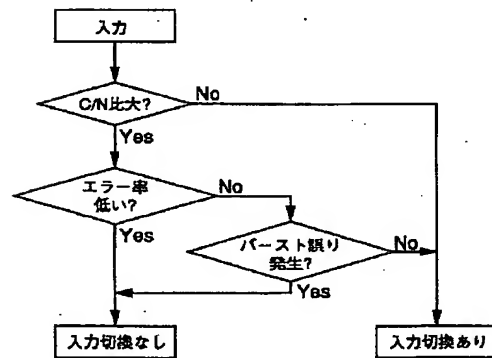 入力
C/N比大?
No
Yes
エラー率
低い?
No
Yes
バースト誤り
発生?
No
Yes
入力切換なし
入力切換あり